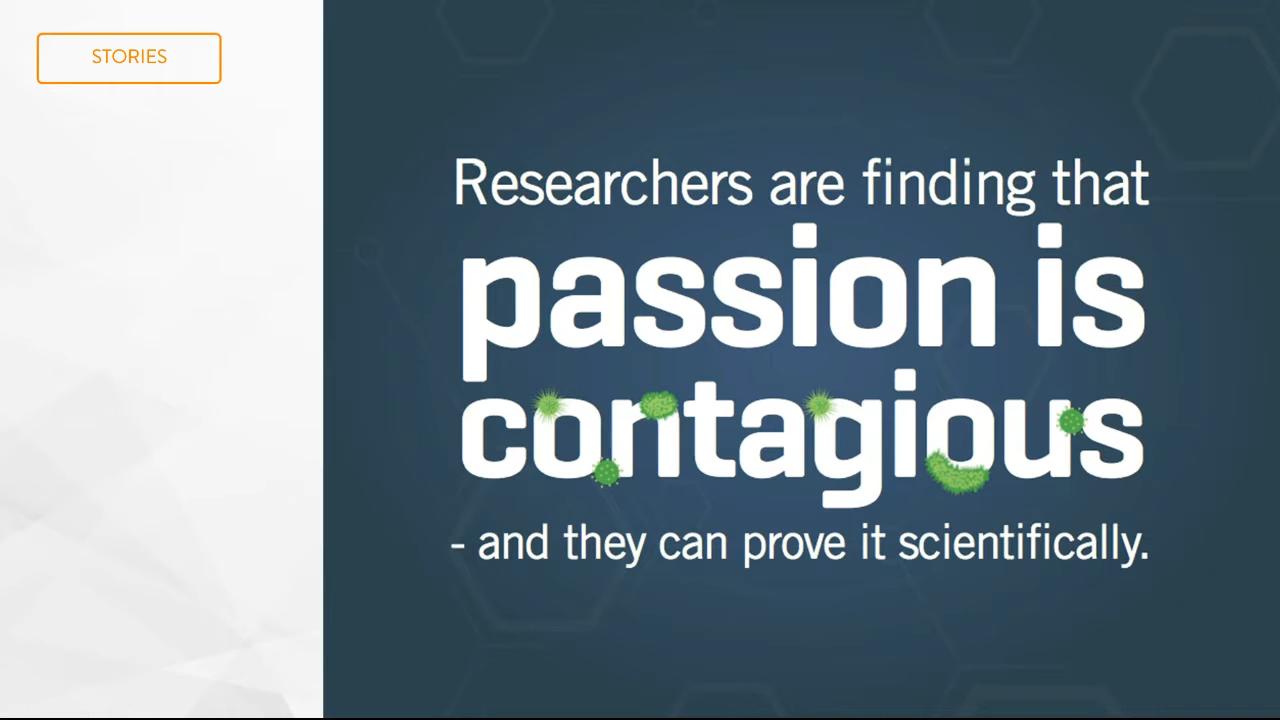 STORIES
Researchers are finding that
passion is
contagious
- and they can prove it scientifically.